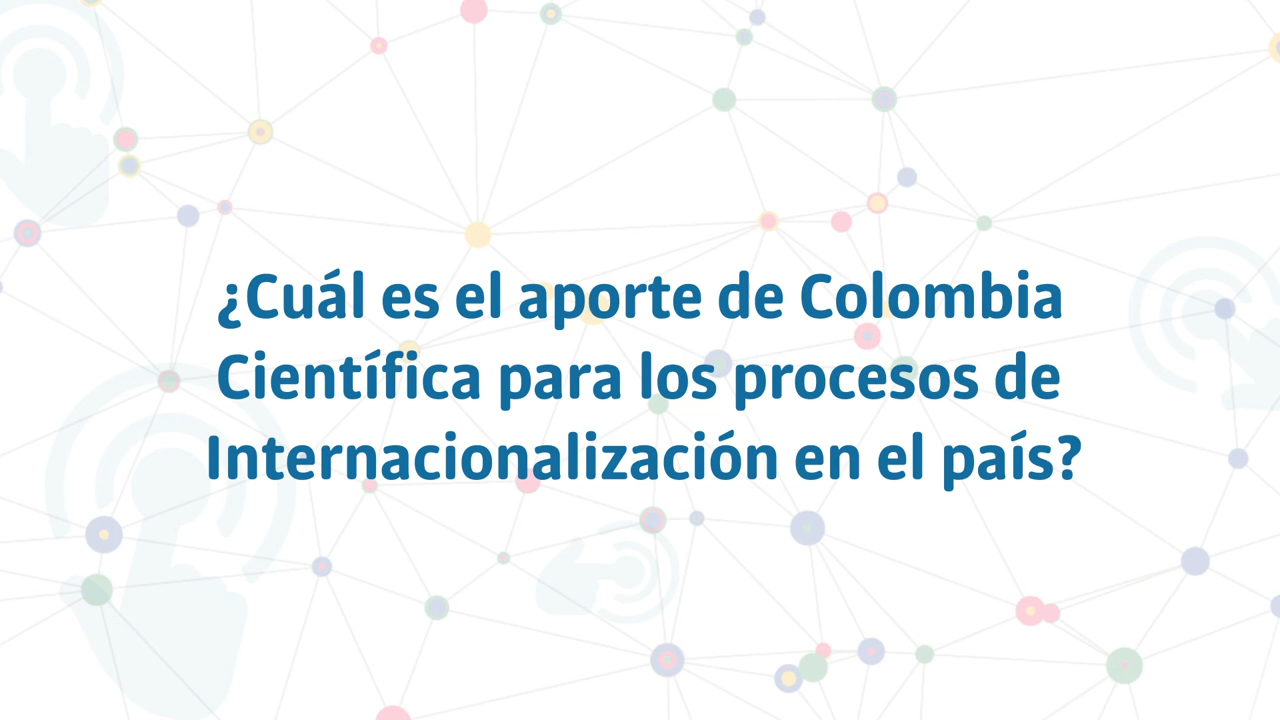 ¿Cuál es el aporte de Colombia
Científica para los procesos de
Internacionalización en el país?